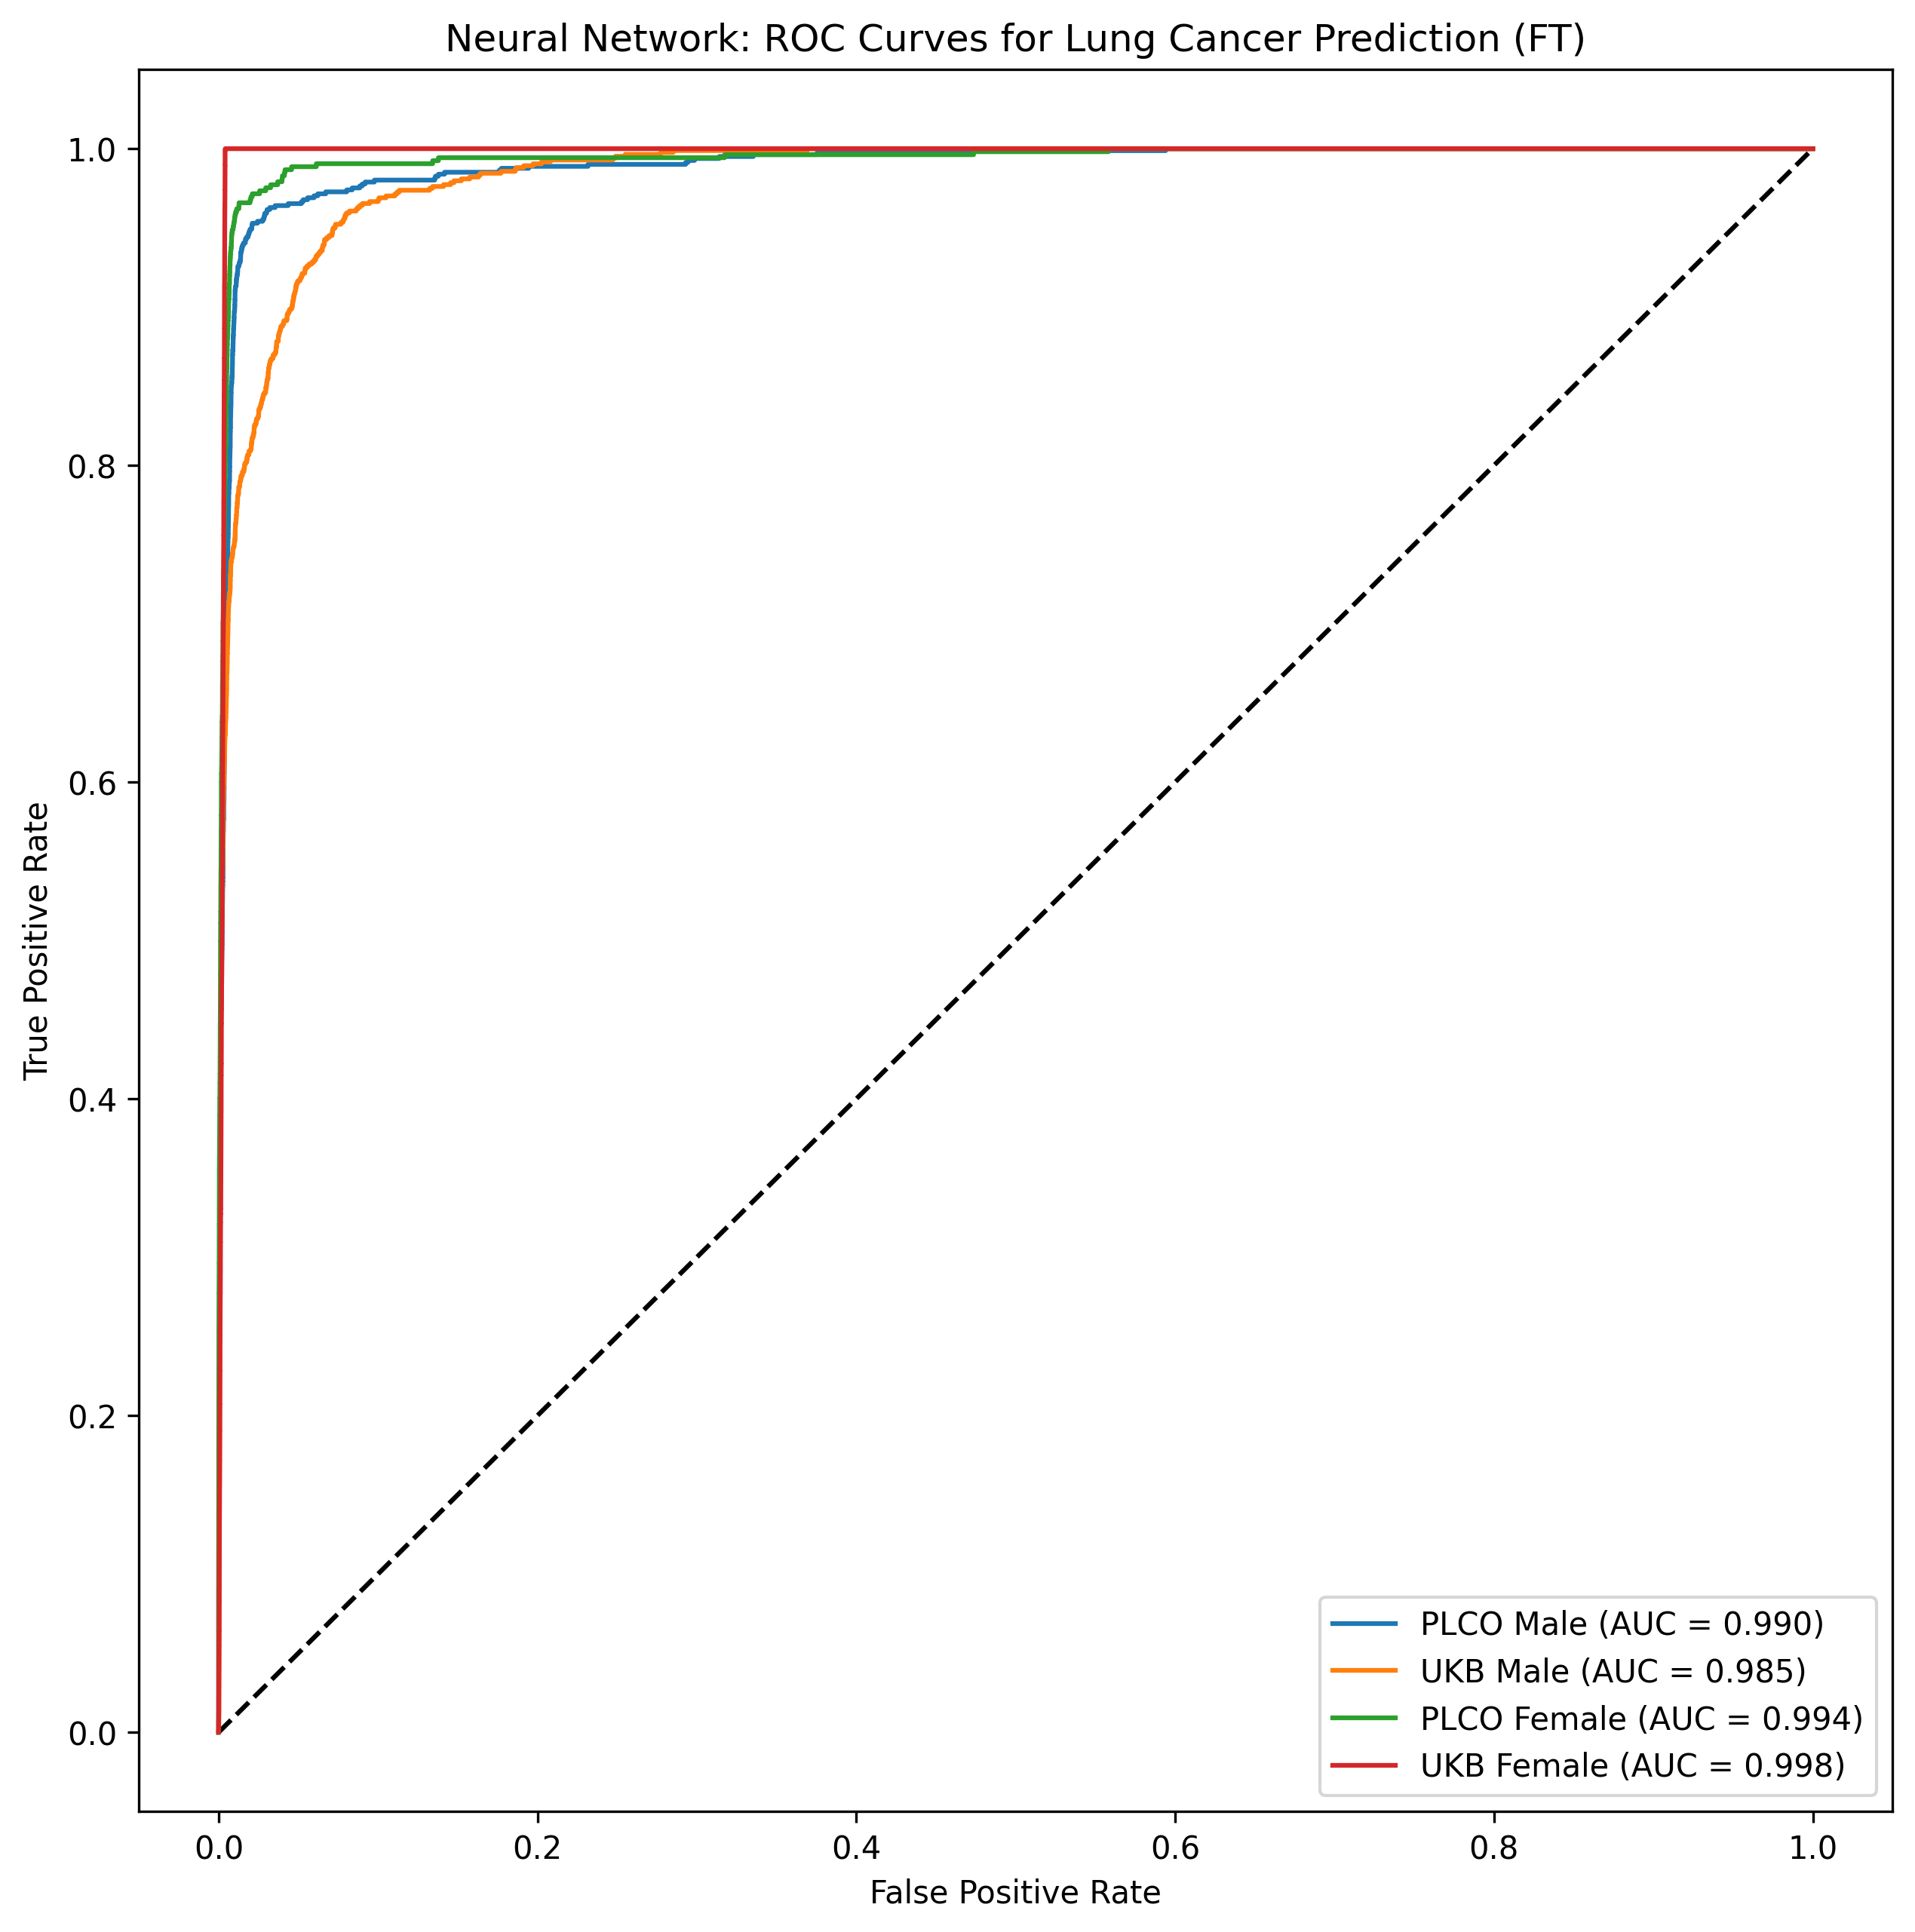 Neural Network: ROC Curves for Lung Cancer Prediction (FT)
True Positive Rate
1.0
0.8
0.6
0.4
0.2
0.0
0.0 0.2 0.4 0.6 0.8 1.0
False Positive Rate
PLCO Male (AUC = 0.990)
UKB Male (AUC = 0.985)
PLCO Female (AUC = 0.994)
UKB Female (AUC = 0.998)